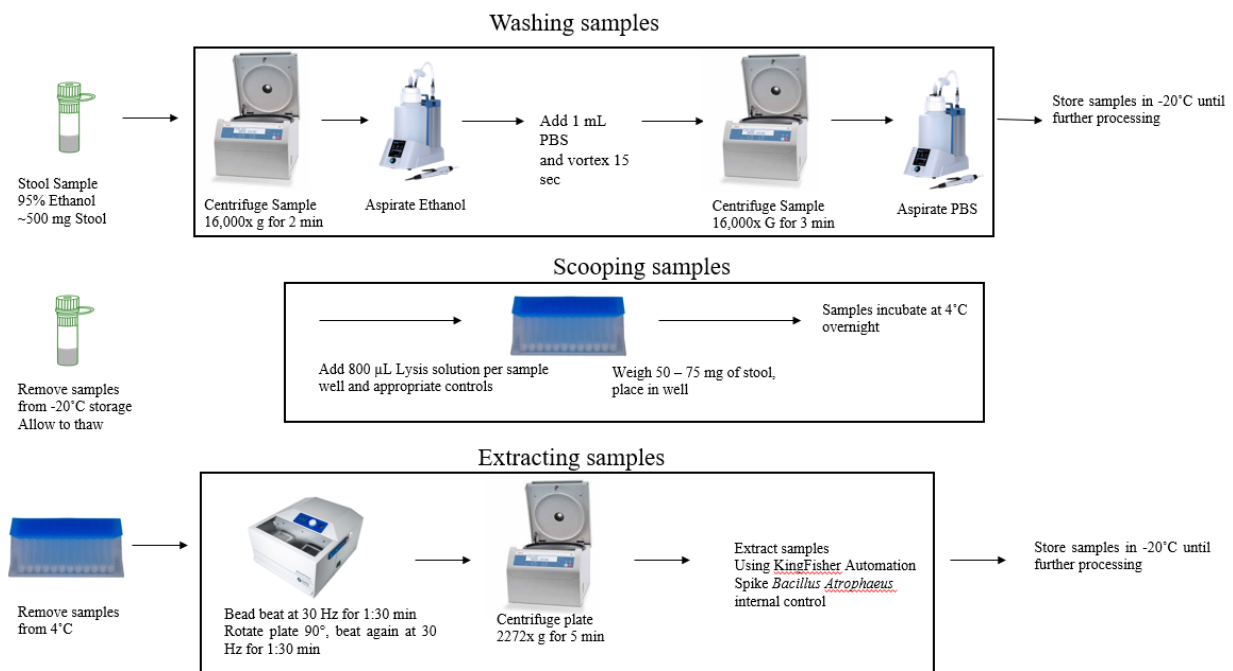 Washing samples
Stool Sample
95% Ethanol
~500 mg Stool
Centrifuge Sample
16,000x g for 2 min
Aspirate Ethanol
Add 1 mL
PBS
and vortex 15
sec
Centrifuge Sample
16,000x G for 3 min
Aspirate PBS
Store samples in -20˚C until
further processing
Scooping samples
Remove samples
from -20˚C storage
Allow to thaw
Add 800 µL Lysis solution per sample
well and appropriate controls
Weigh 50 – 75 mg of stool,
place in well
Samples incubate at 4˚C
overnight
Extracting samples
Remove samples
from 4˚C
Bead beat at 30 Hz for 1:30 min
Rotate plate 90°, beat again at 30
Hz for 1:30 min
Centrifuge plate
2272x g for 5 min
Extract samples
Using KingFisher Automation
Spike Bacillus Atrophaeus
internal control
Store samples in -20˚C until
further processing